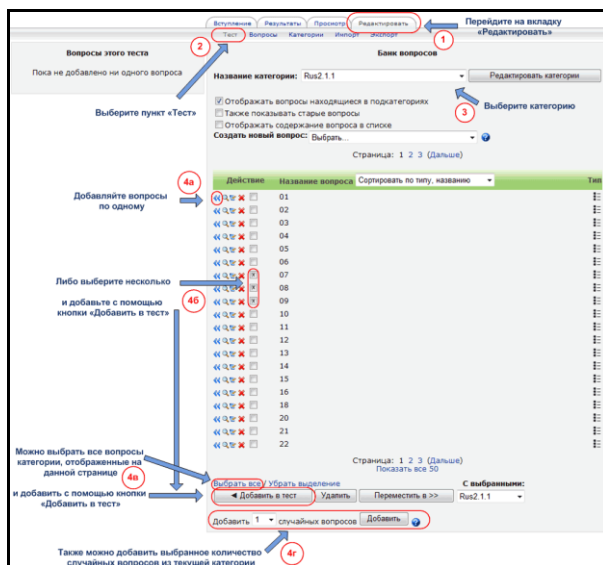 Вступление Результаты Просмотр Редактировать
Тест Вопросы Категории Импорт Экспорт
Перейдите на вкладку
«Редактировать»
1
2
Вопросы этого теста
Банк вопросов
Пока не добавлено ни одного вопроса
Название категории: Rus2.1.1
Редактировать категории
Выберите пункт «Тест»
3
Выберите категорию
Отображать вопросы находящиеся в подкатегориях
Также показывать старые вопросы
Отображать содержание вопроса в списке
Создать новый вопрос: Выбрать...
Страница: 1 2 3 (Дальше)
Действие Название вопроса Сортировать по типу, названию Тип
4а
Добавляйте вопросы
по одному
01
02
03
04
05
06
07
08
09
10
11
12
13
14
15
16
18
20
21
22
Либо выберите несколько
и добавьте с помощью
кнопки «Добавить в тест»
4б
Страница: 1 2 3 (Дальше)
Показать все 50
Можно выбрать все вопросы
категории, отображенные на
данной странице
4в
и добавить с помощью кнопки
«Добавить в тест»
Выбрать все / Убрать выделение
С выбранными:
◄ Добавить в тест Удалить Переместить в >> Rus2.1.1
Добавить 1 случайных вопросов Добавить
4г
Также можно добавить выбранное количество
случайных вопросов из текущей категории